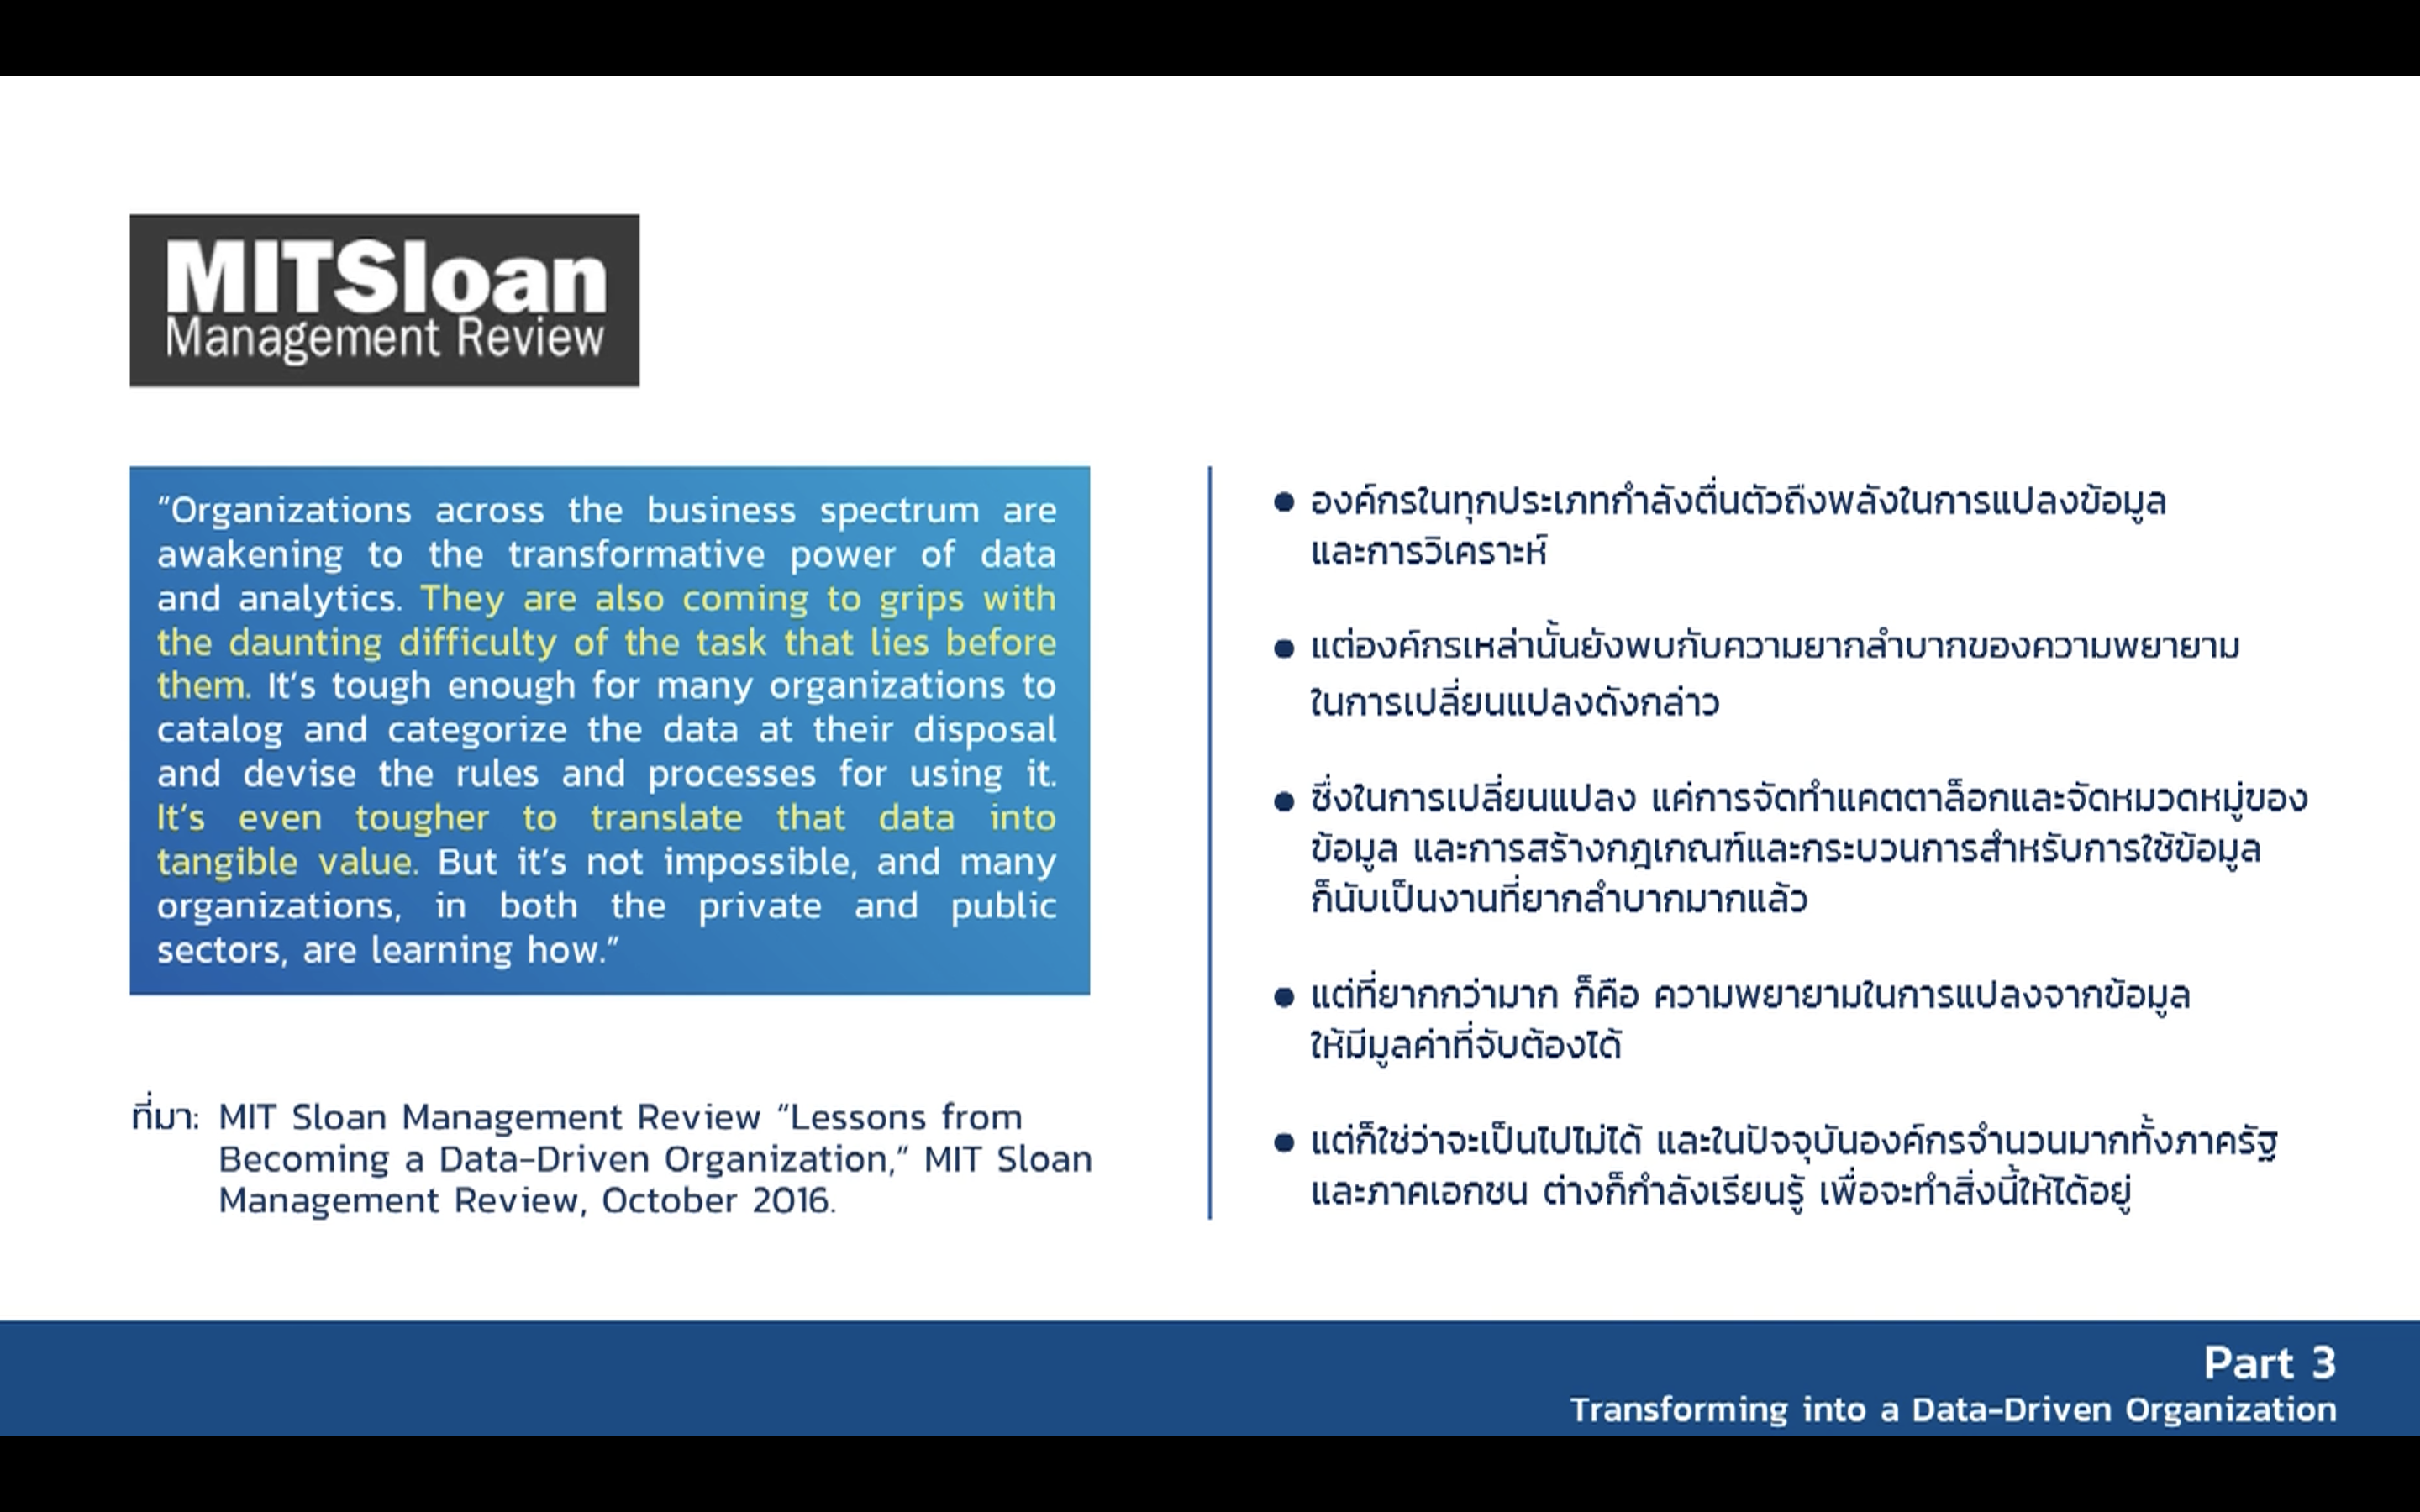 MITSloan
Management Review
“Organizations across the business spectrum are
awakening to the transformative power of data
and analytics. They are also coming to grips with
the daunting difficulty of the task that lies before
them. It’s tough enough for many organizations to
catalog and categorize the data at their disposal
and devise the rules and processes for using it.
It’s even tougher to translate that data into
tangible value. But it’s not impossible, and many
organizations, in both the private and public
sectors, are learning how.”
ที่มา: MIT Sloan Management Review “Lessons from
Becoming a Data-Driven Organization,” MIT Sloan
Management Review, October 2016.
● องค์กรในทุกประเภทกำลังตื่นตัวถึงพลังในการแปลงข้อมูล
และการวิเคราะห์
● แต่องค์กรเหล่านั้นยังพบกับความยากลำบากของความพยายาม
ในการเปลี่ยนแปลงดังกล่าว
● ซึ่งในการเปลี่ยนแปลง แค่การจัดทำแคตตาล็อกและจัดหมวดหมู่ของ
ข้อมูล และการสร้างกฎเกณฑ์และกระบวนการสำหรับการใช้ข้อมูล
ก็นับเป็นงานที่ยากลำบากมากแล้ว
● แต่ที่ยากกว่ามาก ก็คือ ความพยายามในการแปลงจากข้อมูล
ให้มีมูลค่าที่จับต้องได้
● แต่ก็ใช่ว่าจะเป็นไปไม่ได้ และในปัจจุบันองค์กรจำนวนมากทั้งภาครัฐ
และภาคเอกชน ต่างก็กำลังเรียนรู้ เพื่อจะทำสิ่งนี้ให้ได้อยู่
Part 3
Transforming into a Data-Driven Organization